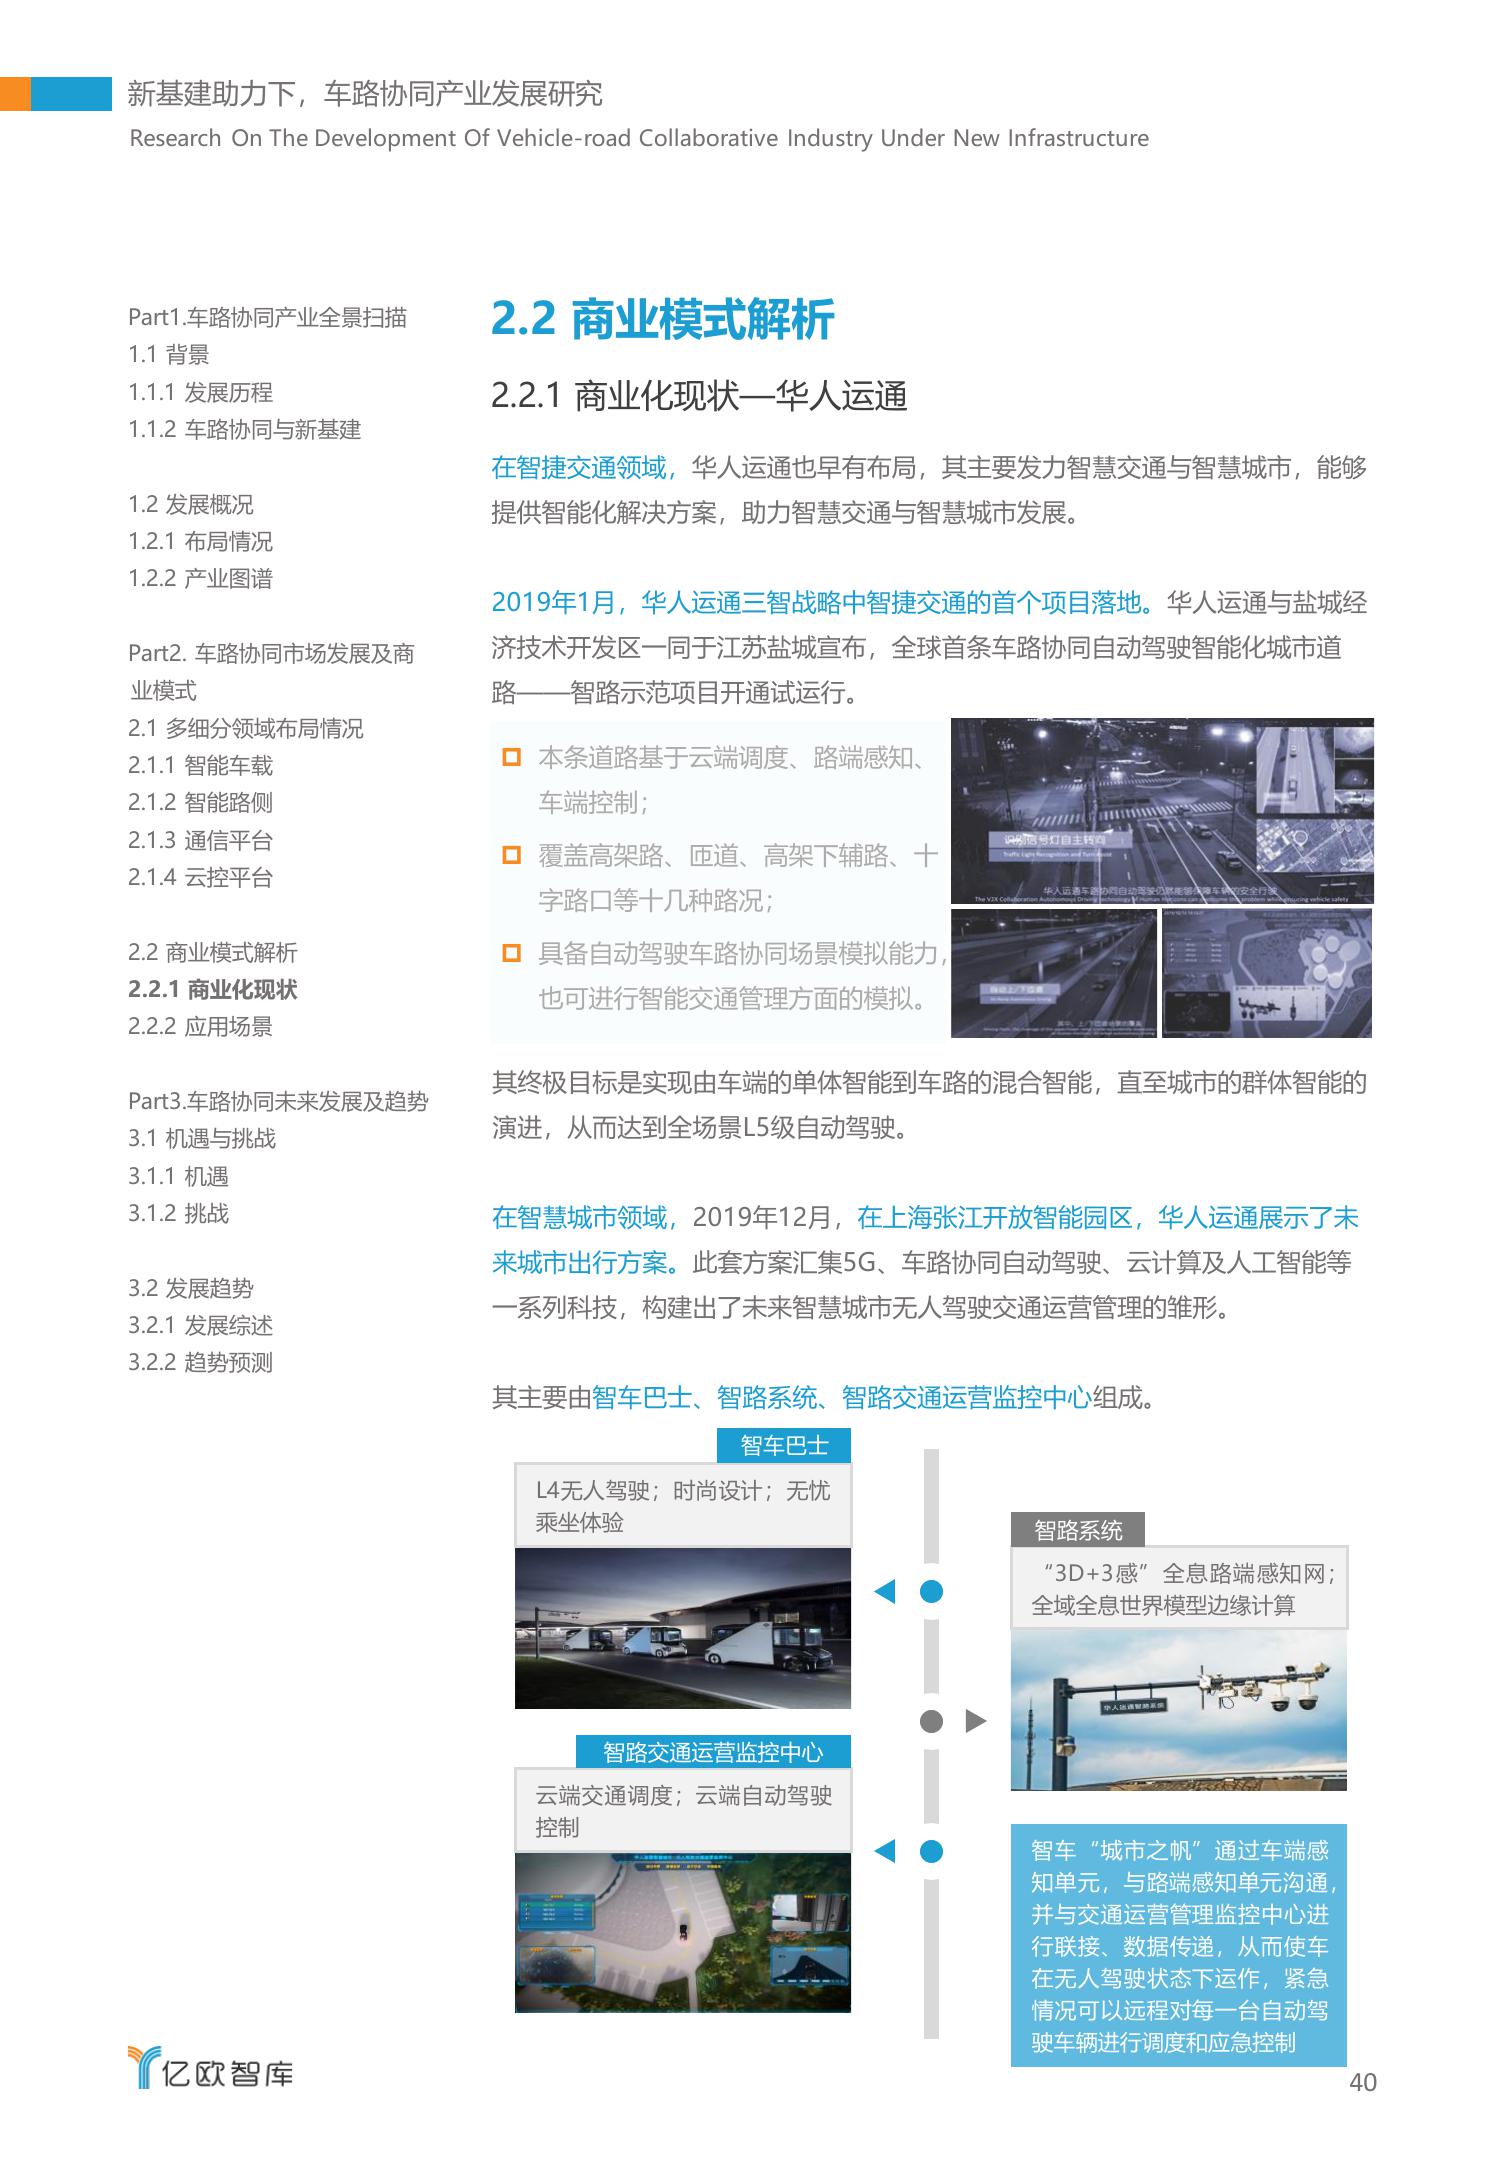 新基建助力下，车路协同产业发展研究
Research On The Development Of Vehicle-road Collaborative Industry Under New Infrastructure
Part1.车路协同产业全景扫描
1.1 背景
1.1.1 发展历程
1.1.2 车路协同与新基建
1.2 发展概况
1.2.1 布局情况
1.2.2 产业图谱
Part2. 车路协同市场发展及商
业模式
2.1 多细分领域布局情况
2.1.1 智能车载
2.1.2 智能路侧
2.1.3 通信平台
2.1.4 云控平台
2.2 商业模式解析
2.2.1 商业化现状
2.2.2 应用场景
Part3.车路协同未来发展及趋势
3.1 机遇与挑战
3.1.1 机遇
3.1.2 挑战
3.2 发展趋势
3.2.1 发展综述
3.2.2 趋势预测
2.2 商业模式解析
2.2.1 商业化现状—华人运通
在智捷交通领域，华人运通也早有布局，其主要发力智慧交通与智慧城市，能够
提供智能化解决方案，助力智慧交通与智慧城市发展。
2019年1月，华人运通三智战略中智捷交通的首个项目落地。华人运通与盐城经
济技术开发区一同于江苏盐城宣布，全球首条车路协同自动驾驶智能化城市道
路——智路示范项目开通试运行。
本条道路基于云端调度、路端感知、
车端控制；
覆盖高架路、匝道、高架下辅路、十
字路口等十几种路况；
具备自动驾驶车路协同场景模拟能力，
也可进行智能交通管理方面的模拟。
识别信号灯自主转向
Traffic Light Recognition and Turn Assist
华人运通车路协同自动驾驶仍然能够保障车辆的安全行驶
The V2X Collaboration Autonomous Driving technology of Human Horizons can overcome this problem while ensuring vehicle safety
自动上/下匝道
其终极目标是实现由车端的单体智能到车路的混合智能，直至城市的群体智能的
演进，从而达到全场景L5级自动驾驶。
在智慧城市领域，2019年12月，在上海张江开放智能园区，华人运通展示了未
来城市出行方案。此套方案汇集5G、车路协同自动驾驶、云计算及人工智能等
一系列科技，构建出了未来智慧城市无人驾驶交通运营管理的雏形。
其主要由智车巴士、智路系统、智路交通运营监控中心组成。
智车巴士
L4无人驾驶；时尚设计；无忧
乘坐体验
智路系统
“3D+3感”全息路端感知网；
全域全息世界模型边缘计算
华人运通智路系统
智路交通运营监控中心
云端交通调度；云端自动驾驶
控制
智车“城市之帆”通过车端感
知单元，与路端感知单元沟通，
并与交通运营管理监控中心进
行联接、数据传递，从而使车
在无人驾驶状态下运作，紧急
情况可以远程对每一台自动驾
驶车辆进行调度和应急控制
亿欧智库
40